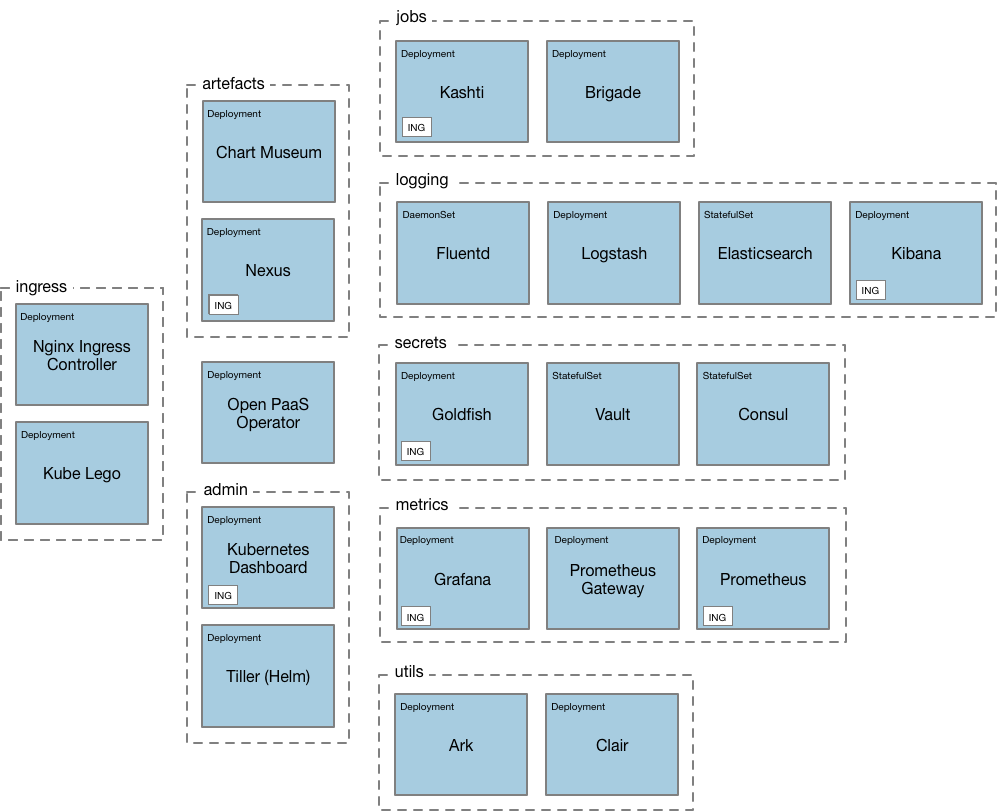 ingress
Deployment
Nginx Ingress
Controller
Deployment
Kube Lego
artefacts
Deployment
Chart Museum
Deployment
Nexus
ING
Deployment
Open PaaS
Operator
admin
Deployment
Kubernetes
Dashboard
ING
Deployment
Tiller (Helm)
jobs
Deployment
Kashti
ING
Deployment
Brigade
logging
DaemonSet
Fluentd
Deployment
Logstash
StatefulSet
Elasticsearch
Deployment
Kibana
ING
secrets
Deployment
Goldfish
ING
StatefulSet
Vault
StatefulSet
Consul
metrics
Deployment
Grafana
ING
Deployment
Prometheus
Gateway
Deployment
Prometheus
ING
utils
Deployment
Ark
Deployment
Clair